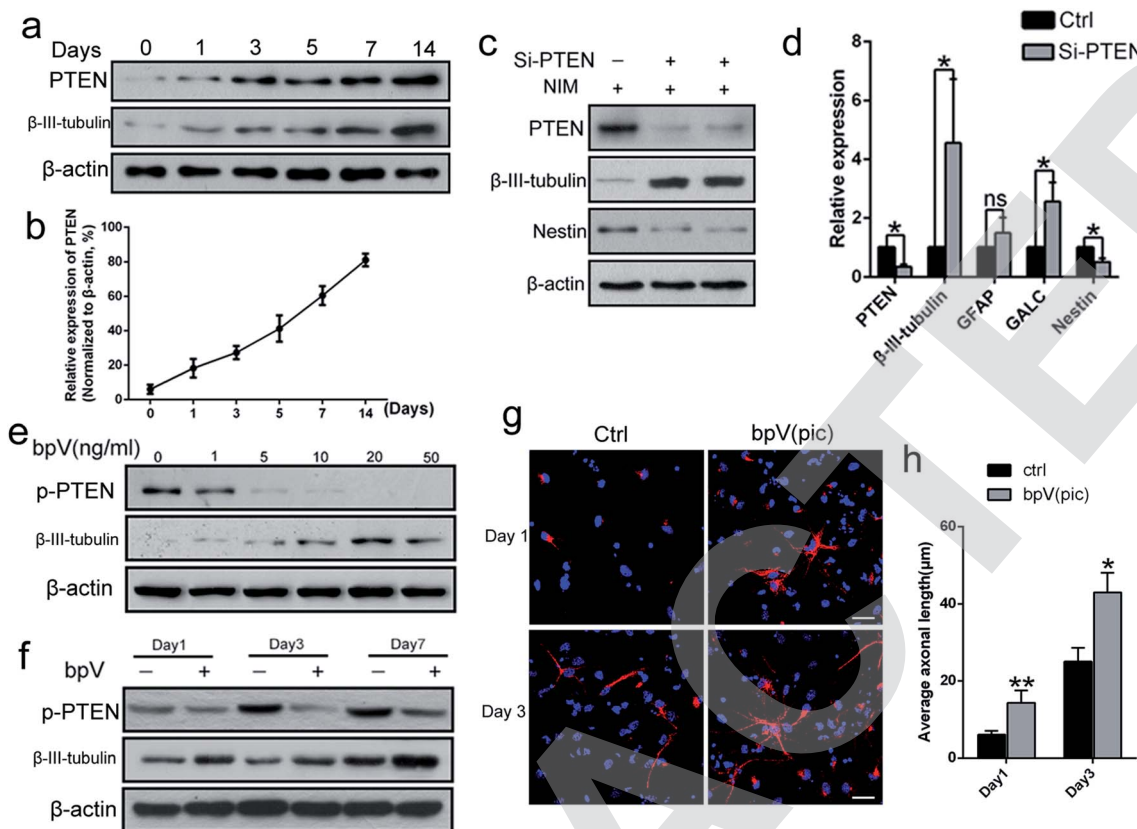 a
Days 0 1 3 5 7 14
PTEN
β-III-tubulin
β-actin
b
Relative expression of PTEN
(Normalized to β-actin, %)
100
80
60
40
20
0
0 1 3 5 7 14 (Days)
c
Si-PTEN – + +
NIM + + +
PTEN
β-III-tubulin
Nestin
β-actin
d
Ctrl
Si-PTEN
Relative expression
8
6
4
2
0
* * ns * *
PTEN
β-III-tubulin
GFAP
GALC
Nestin
e
bpV(ng/ml) 0 1 5 10 20 50
p-PTEN
β-III-tubulin
β-actin
f
Day1 Day3 Day7
bpV – + – + – +
p-PTEN
β-III-tubulin
β-actin
g
Ctrl bpV(pic)
Day 1
Day 3
h
ctrl
bpV(pic)
Average axonal length(μm)
60
40
20
0
** *
Day1
Day3